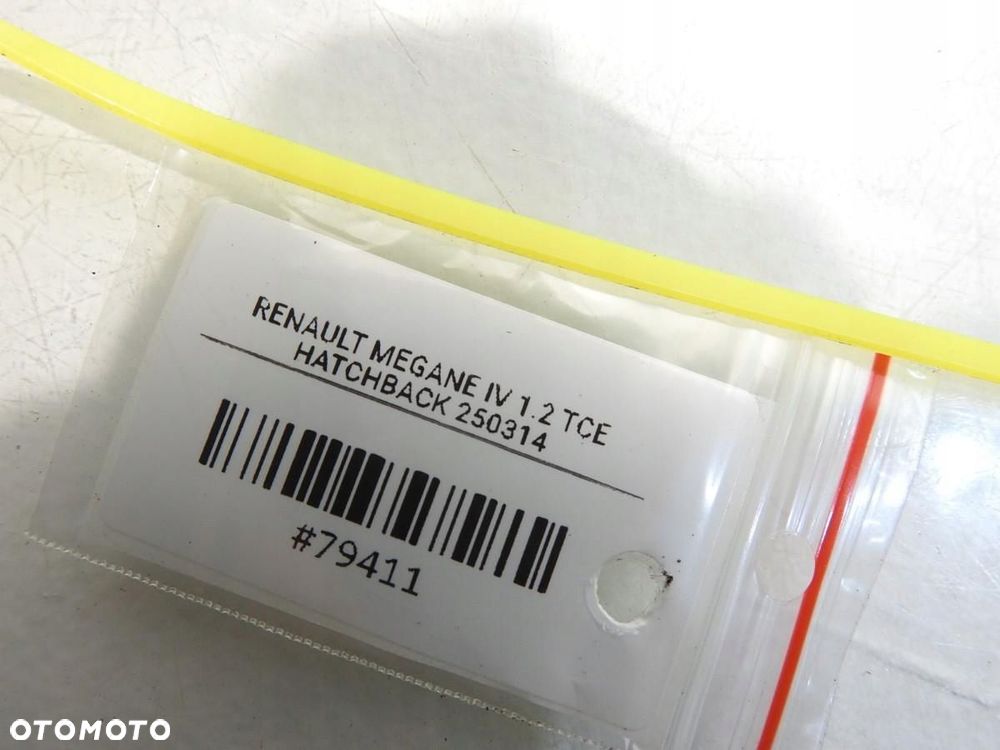 RENAULT MEGANE IV 1.2 TCE
HATCHBACK 250314
#79411
OTOMOTO